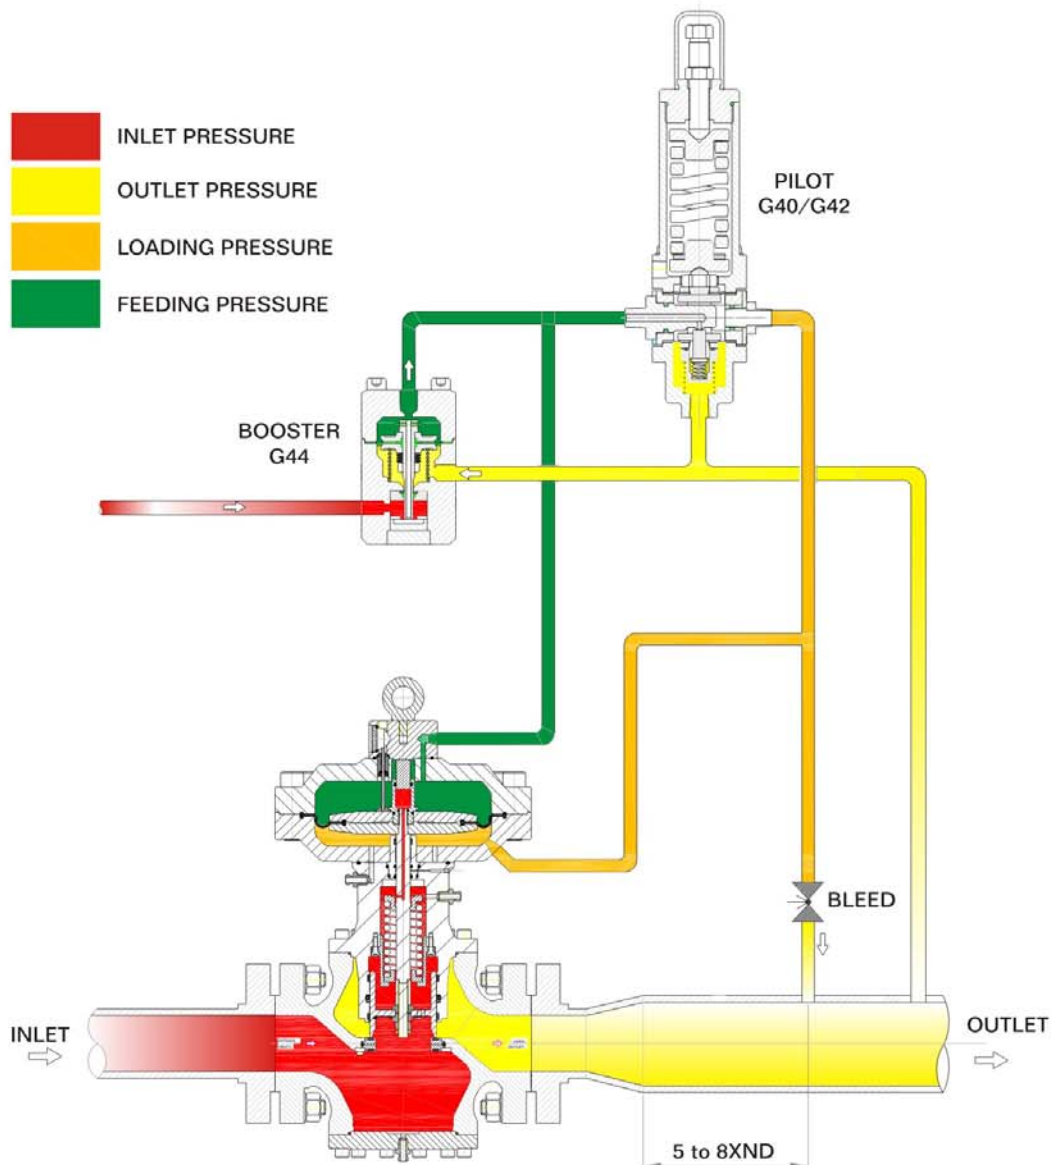 INLET PRESSURE
OUTLET PRESSURE
LOADING PRESSURE
FEEDING PRESSURE
PILOT
G40/G42
BOOSTER
G44
BLEED
INLET
OUTLET
5 to 8XND